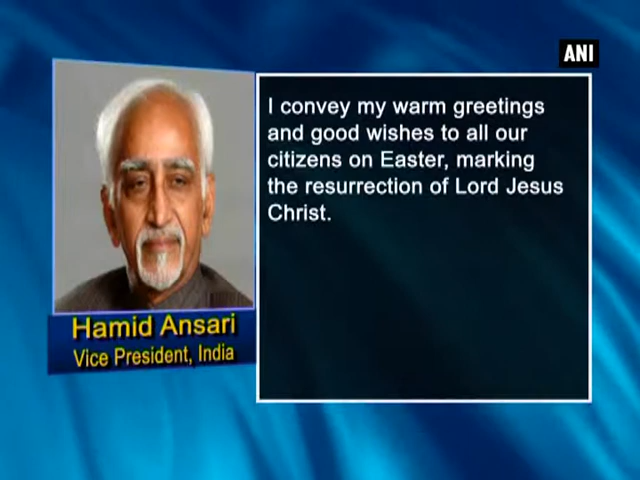 ANI
I convey my warm greetings
and good wishes to all our
citizens on Easter, marking
the resurrection of Lord Jesus
Christ.
Hamid Ansari
Vice President, India